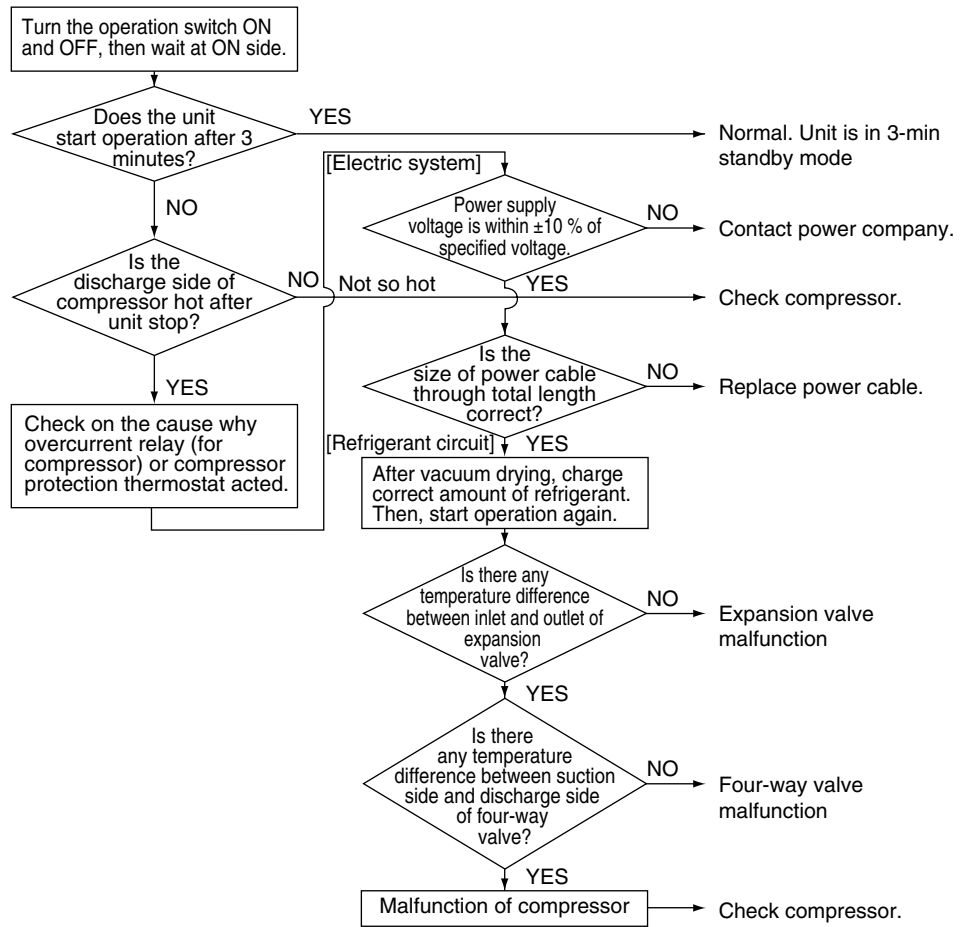 Turn the operation switch ON
and OFF, then wait at ON side.
Does the unit
start operation after 3
minutes?
YES
Normal. Unit is in 3-min
standby mode
NO
[Electric system]
Power supply
voltage is within ±10 % of
specified voltage.
NO
Contact power company.
YES
Is the
discharge side of
compressor hot after
unit stop?
NO
Not so hot
Check compressor.
YES
Check on the cause why
overcurrent relay (for
compressor) or compressor
protection thermostat acted.
Is the
size of power cable
through total length
correct?
NO
Replace power cable.
YES
[Refrigerant circuit]
After vacuum drying, charge
correct amount of refrigerant.
Then, start operation again.
Is there any
temperature difference
between inlet and outlet of
expansion
valve?
NO
Expansion valve
malfunction
YES
Is there
any temperature
difference between suction
side and discharge side
of four-way
valve?
NO
Four-way valve
malfunction
YES
Malfunction of compressor
Check compressor.